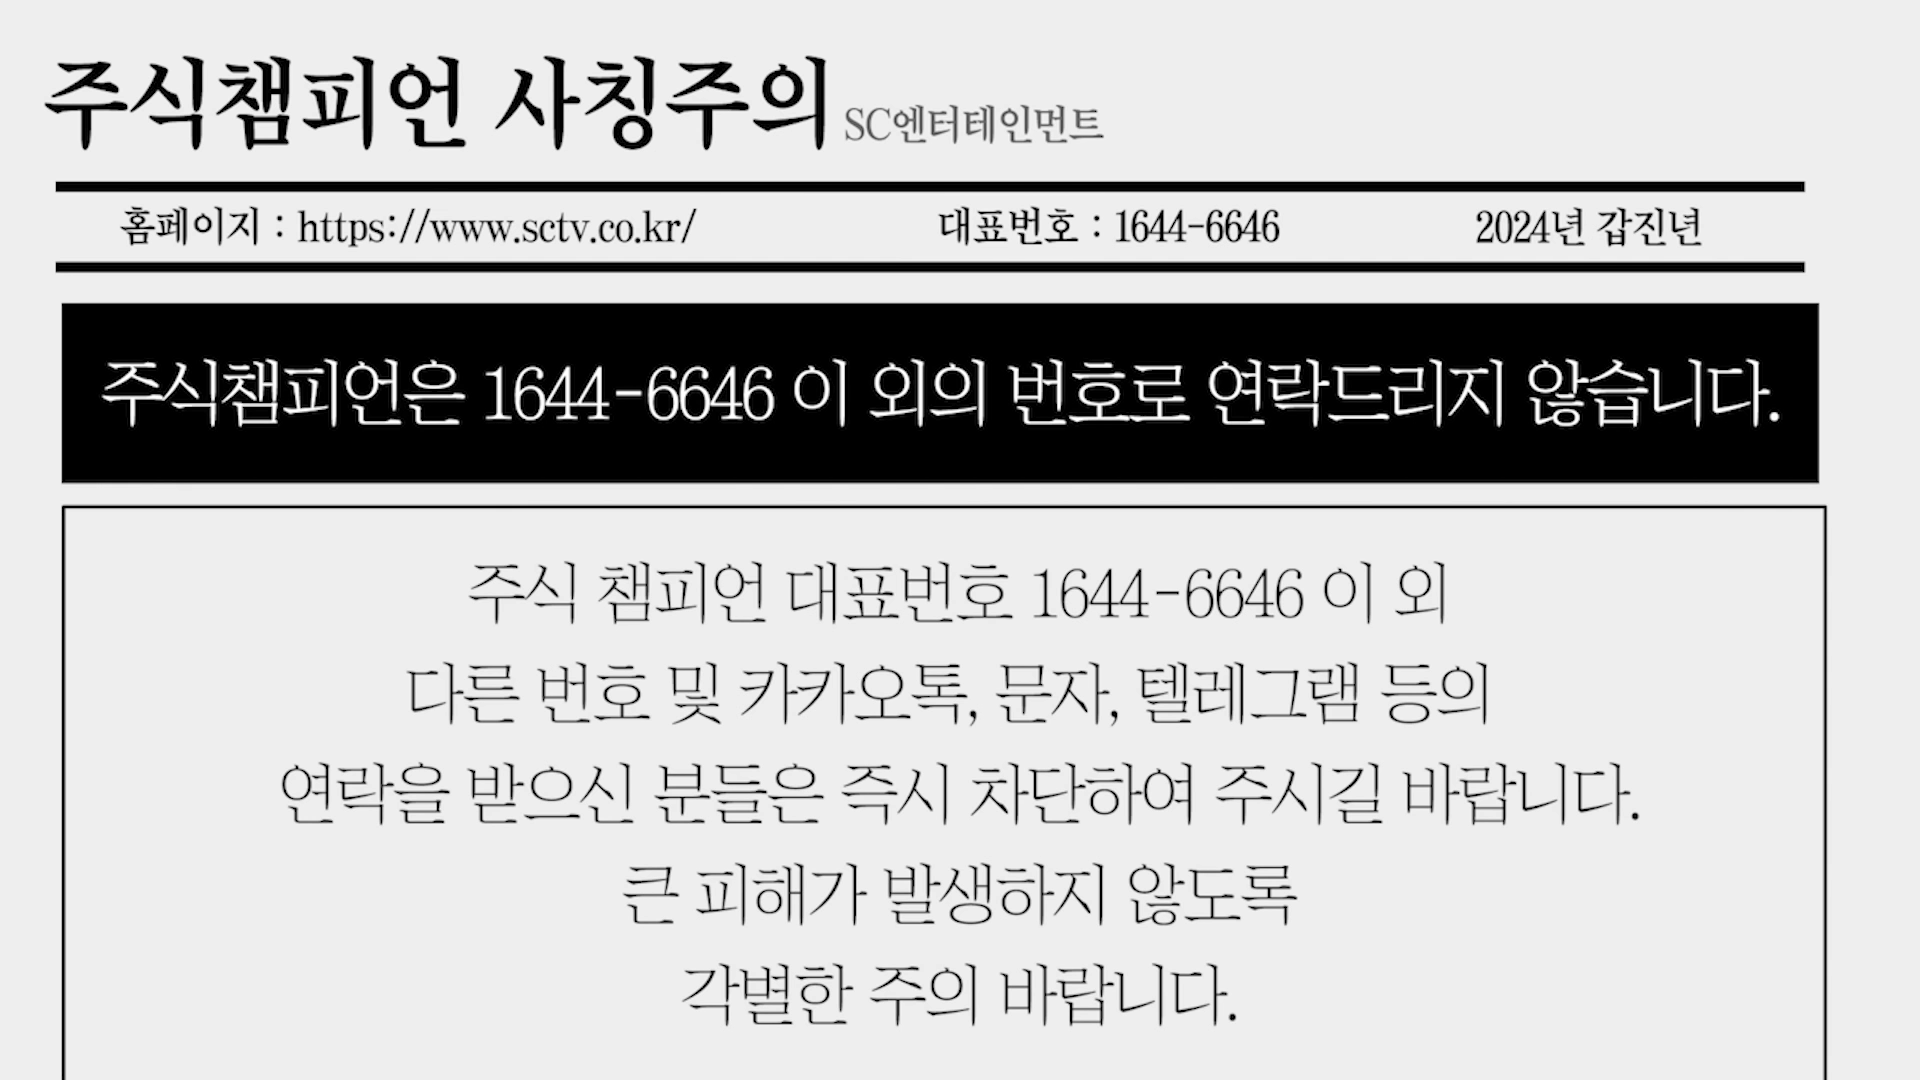 주식챔피언 사칭주의 SC엔터테인먼트
홈페이지 : https://www.sctv.co.kr/ 대표번호 : 1644-6646 2024년 갑진년
주식챔피언은 1644-6646 이 외의 번호로 연락드리지 않습니다.
주식 챔피언 대표번호 1644-6646 이 외
다른 번호 및 카카오톡, 문자, 텔레그램 등의
연락을 받으신 분들은 즉시 차단하여 주시길 바랍니다.
큰 피해가 발생하지 않도록
각별한 주의 바랍니다.